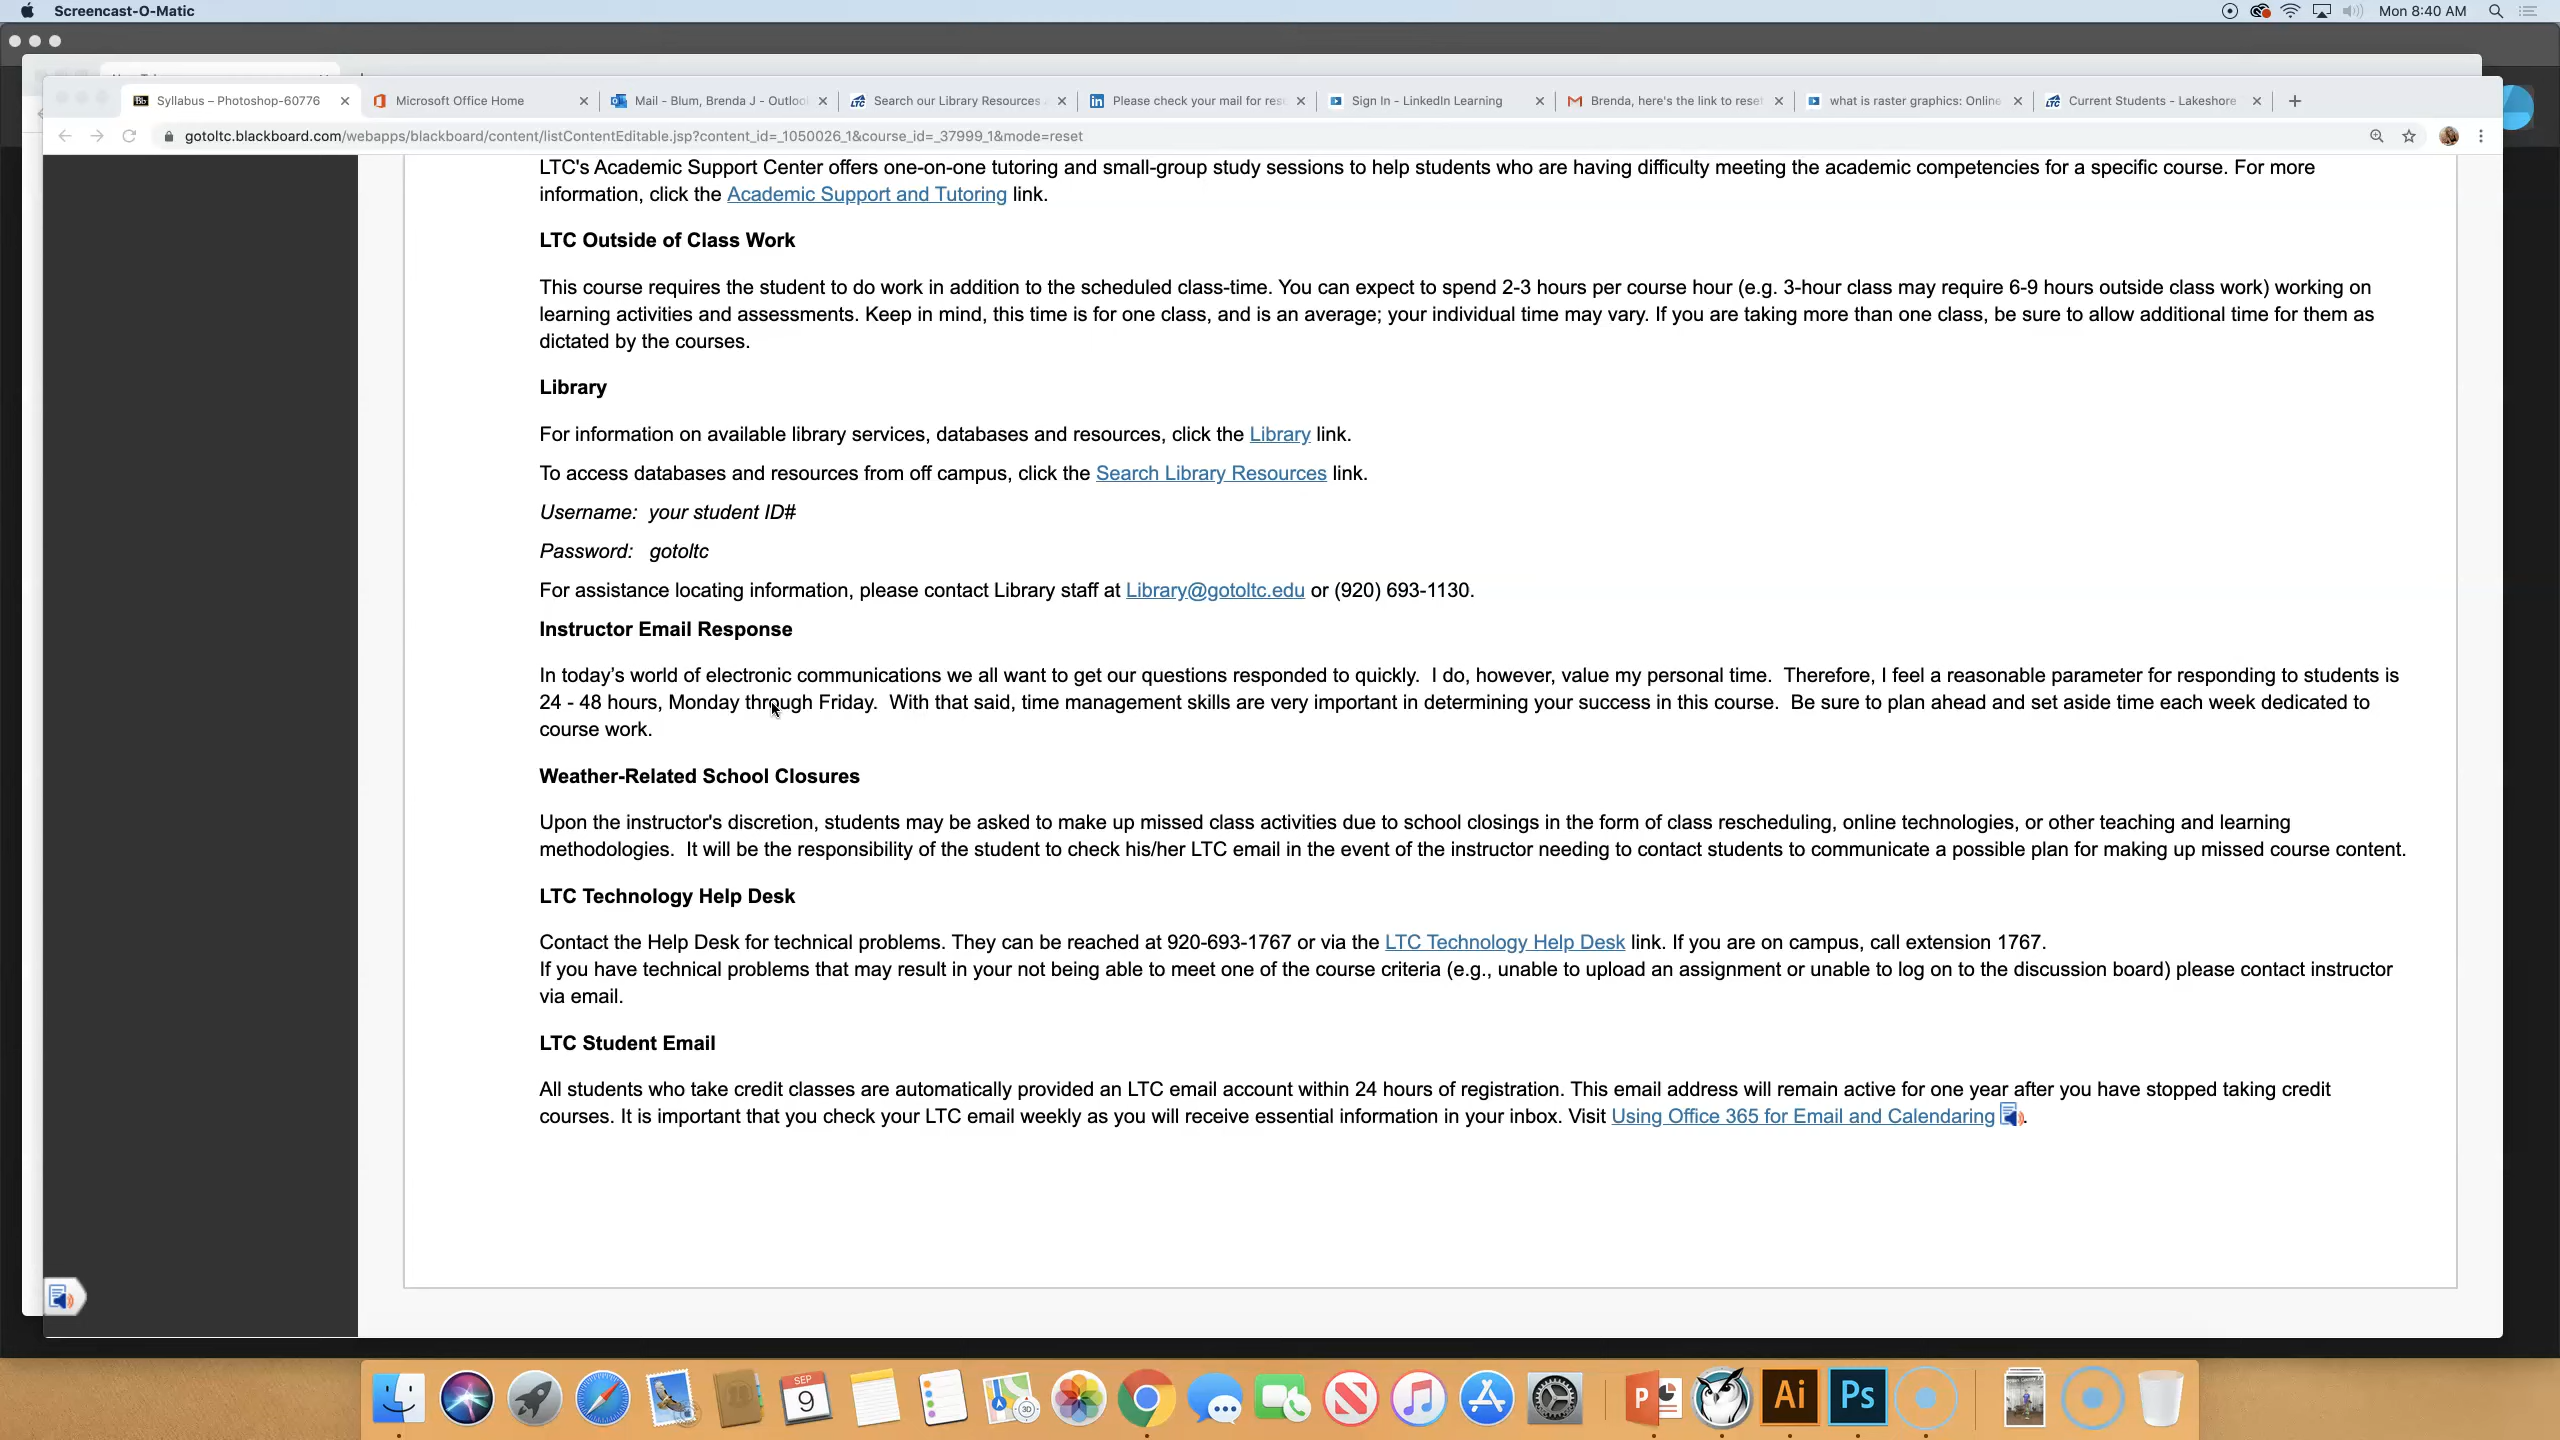 Screencast-O-Matic
Mon 8:40 AM
Syllabus – Photoshop-60776
Microsoft Office Home
Mail - Blum, Brenda J - Outloo
Search our Library Resources
Please check your mail for res
Sign In - LinkedIn Learning
Brenda, here's the link to reset
what is raster graphics: Online
Current Students - Lakeshore
gotoltc.blackboard.com/webapps/blackboard/content/listContentEditable.jsp?content_id=_1050026_1&course_id=_37999_1&mode=reset
LTC's Academic Support Center offers one-on-one tutoring and small-group study sessions to help students who are having difficulty meeting the academic competencies for a specific course. For more
information, click the Academic Support and Tutoring link.
LTC Outside of Class Work
This course requires the student to do work in addition to the scheduled class-time. You can expect to spend 2-3 hours per course hour (e.g. 3-hour class may require 6-9 hours outside class work) working on
learning activities and assessments. Keep in mind, this time is for one class, and is an average; your individual time may vary. If you are taking more than one class, be sure to allow additional time for them as
dictated by the courses.
Library
For information on available library services, databases and resources, click the Library link.
To access databases and resources from off campus, click the Search Library Resources link.
Username:  your student ID#
Password:   gotoltc
For assistance locating information, please contact Library staff at Library@gotoltc.edu or (920) 693-1130.
Instructor Email Response
In today’s world of electronic communications we all want to get our questions responded to quickly.  I do, however, value my personal time.  Therefore, I feel a reasonable parameter for responding to students is
24 - 48 hours, Monday through Friday.  With that said, time management skills are very important in determining your success in this course.  Be sure to plan ahead and set aside time each week dedicated to
course work.
Weather-Related School Closures
Upon the instructor's discretion, students may be asked to make up missed class activities due to school closings in the form of class rescheduling, online technologies, or other teaching and learning
methodologies.  It will be the responsibility of the student to check his/her LTC email in the event of the instructor needing to contact students to communicate a possible plan for making up missed course content.
LTC Technology Help Desk
Contact the Help Desk for technical problems. They can be reached at 920-693-1767 or via the LTC Technology Help Desk link. If you are on campus, call extension 1767.
If you have technical problems that may result in your not being able to meet one of the course criteria (e.g., unable to upload an assignment or unable to log on to the discussion board) please contact instructor
via email.
LTC Student Email
All students who take credit classes are automatically provided an LTC email account within 24 hours of registration. This email address will remain active for one year after you have stopped taking credit
courses. It is important that you check your LTC email weekly as you will receive essential information in your inbox. Visit Using Office 365 for Email and Calendaring.
SEP
9
3D
P
Ai
Ps